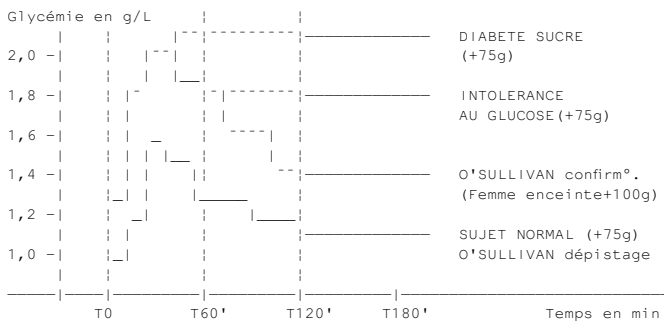 Glycémie en g/L
DIABETE SUCRE
2,0
(+75g)
1,8
INTOLERANCE
AU GLUCOSE(+75g)
1,6
1,4
O'SULLIVAN confirm°.
(Femme enceinte+100g)
1,2
SUJET NORMAL (+75g)
1,0
O'SULLIVAN dépistage
T0 T60' T120' T180' Temps en min